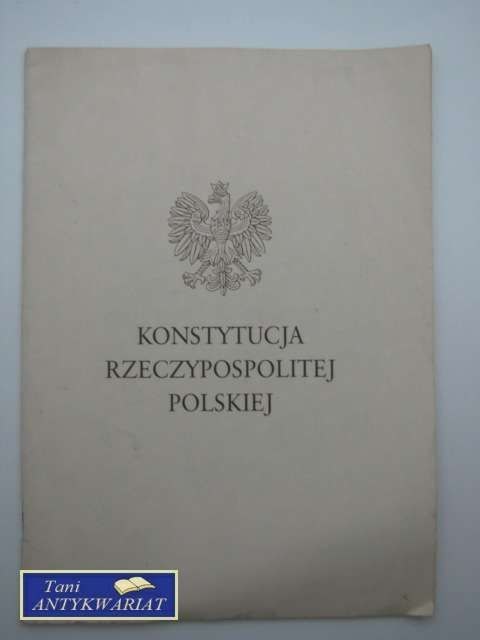 KONSTYTUCJA
RZECZYPOSPOLITEJ
POLSKIEJ
Tani
ANTYKWARIAT